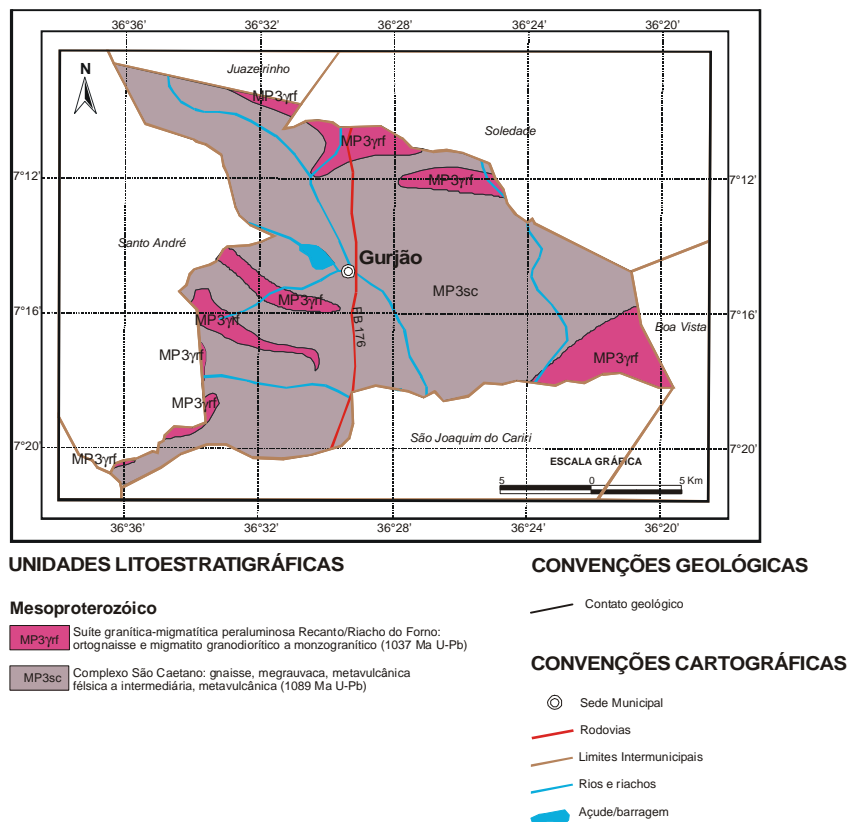 36°36' 36°32' 36°28' 36°24' 36°20'
N
Juazeirinho
MP3γrf
Soledade
MP3γrf
7°12' 7°12'
MP3γrf
Santo André
Gurjão
MP3sc
MP3γrf
7°16' 7°16'
MP3γrf
PB 176
Boa Vista
MP3γrf
MP3γrf
MP3γrf
São Joaquim do Cariri
7°20' 7°20'
MP3γrf
ESCALA GRÁFICA
5 0 5 Km
36°36' 36°32' 36°28' 36°24' 36°20'
UNIDADES LITOESTRATIGRÁFICAS
Mesoproterozóico
MP3γrf Suíte granítica-migmatítica peraluminosa Recanto/Riacho do Forno:
ortognaisse e migmatito granodiorítico a monzogranítico (1037 Ma U-Pb)
MP3sc Complexo São Caetano: gnaisse, megrauvaca, metavulcânica
félsica a intermediária, metavulcânica (1089 Ma U-Pb)
CONVENÇÕES GEOLÓGICAS
Contato geológico
CONVENÇÕES CARTOGRÁFICAS
Sede Municipal
Rodovias
Limites Intermunicipais
Rios e riachos
Açude/barragem